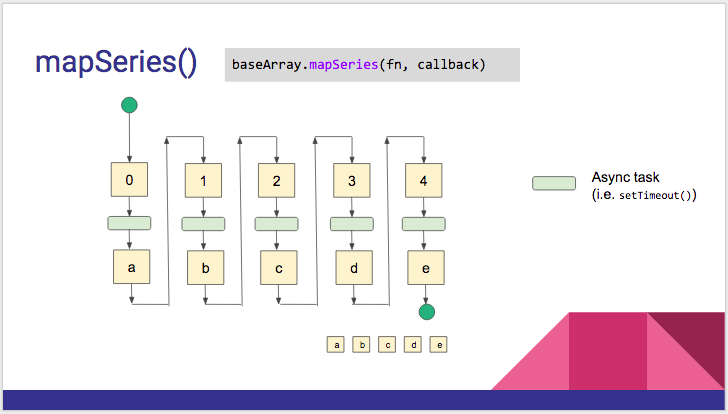 mapSeries()
baseArray.mapSeries(fn, callback)
0 1 2 3 4
Async task
(i.e. setTimeout())
a b c d e
a b c d e